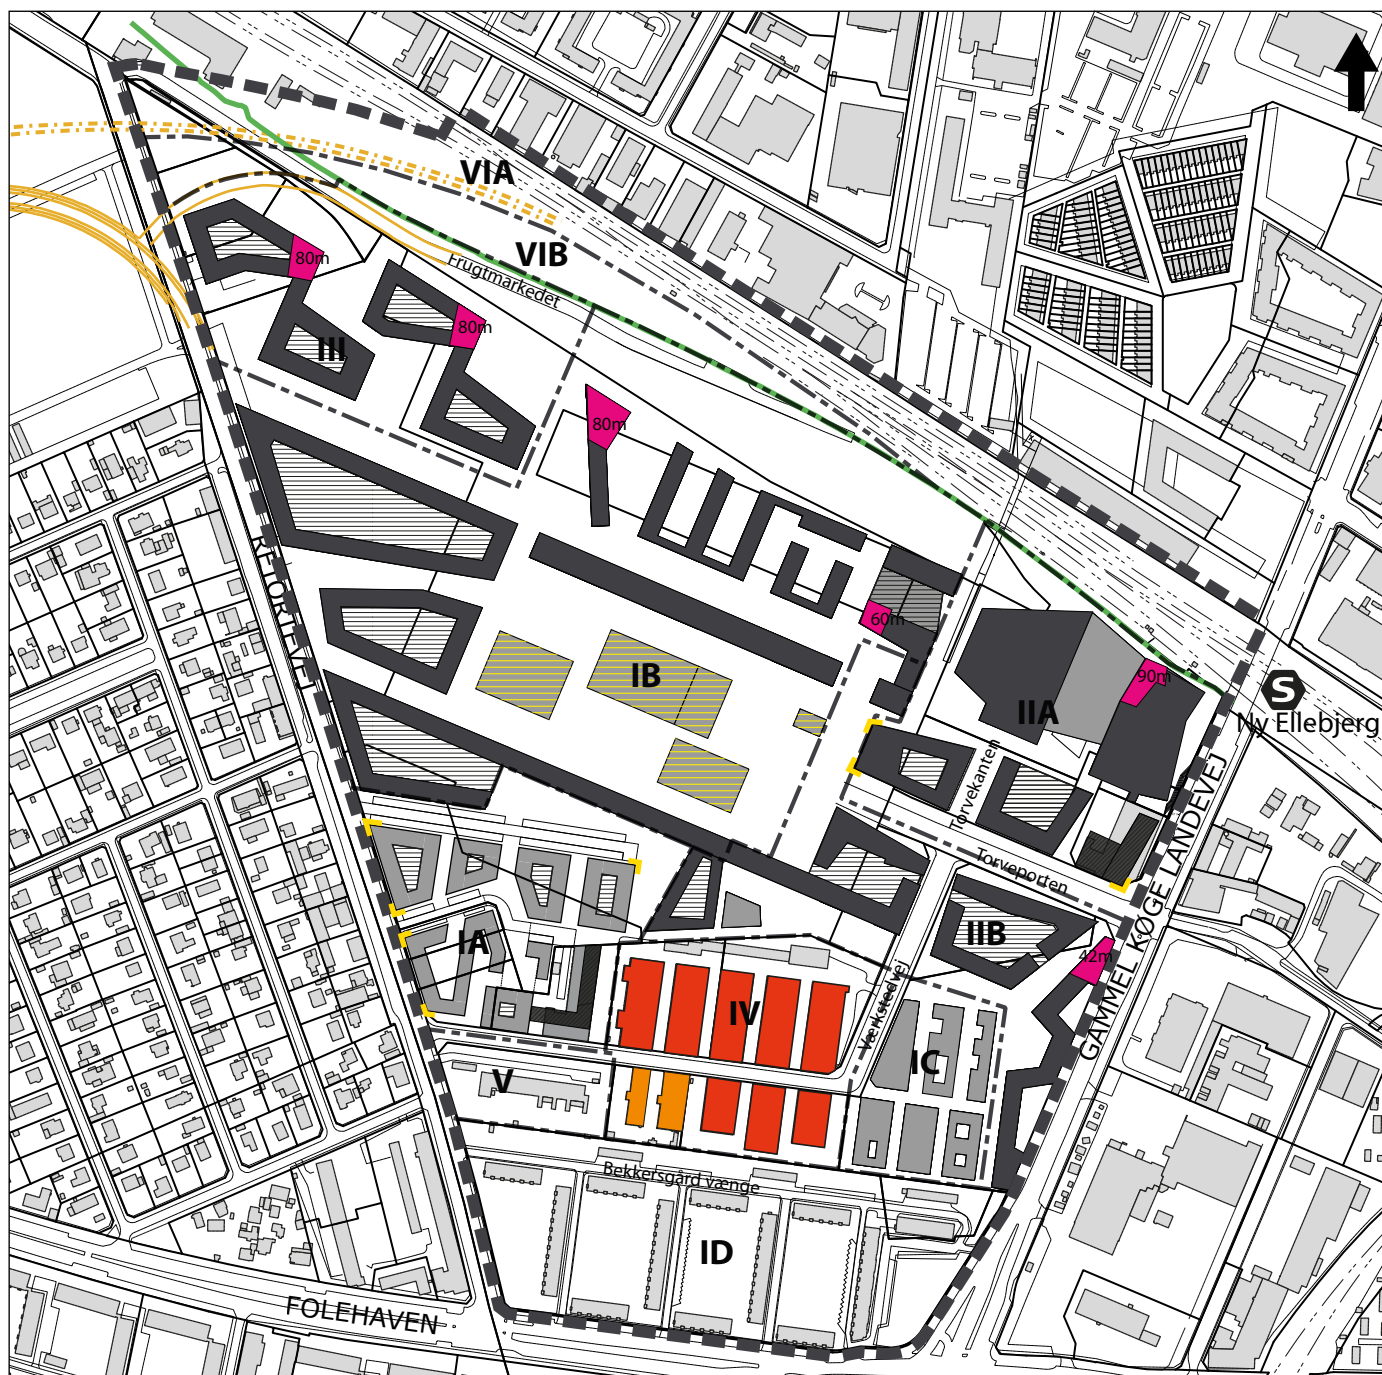 VIA
VIB
Frugtmarkedet
80m
80m
III
80m
RETORTVEJ
60m
IB
90m
IIA
S
Ny Ellebjerg
Torvekanten
Torveporten
GAMMEL KØGE LANDEVEJ
IA
IIB
42m
IV
Værkstedvej
IC
V
Bekkersgård vænge
ID
FOLEHAVEN